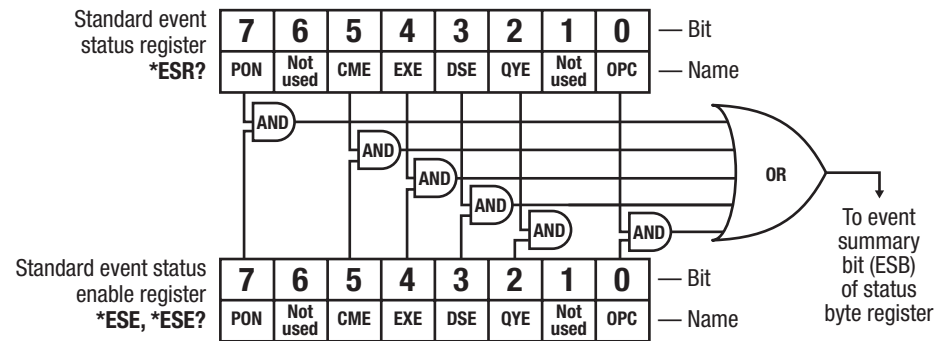 Standard event
status register
*ESR?
7 6 5 4 3 2 1 0 — Bit
PON Not used CME EXE DSE QYE Not used OPC — Name
AND
AND
AND
AND
AND
AND
OR
To event
summary
bit (ESB)
of status
byte register
Standard event status
enable register
*ESE, *ESE?
7 6 5 4 3 2 1 0 — Bit
PON Not used CME EXE DSE QYE Not used OPC — Name